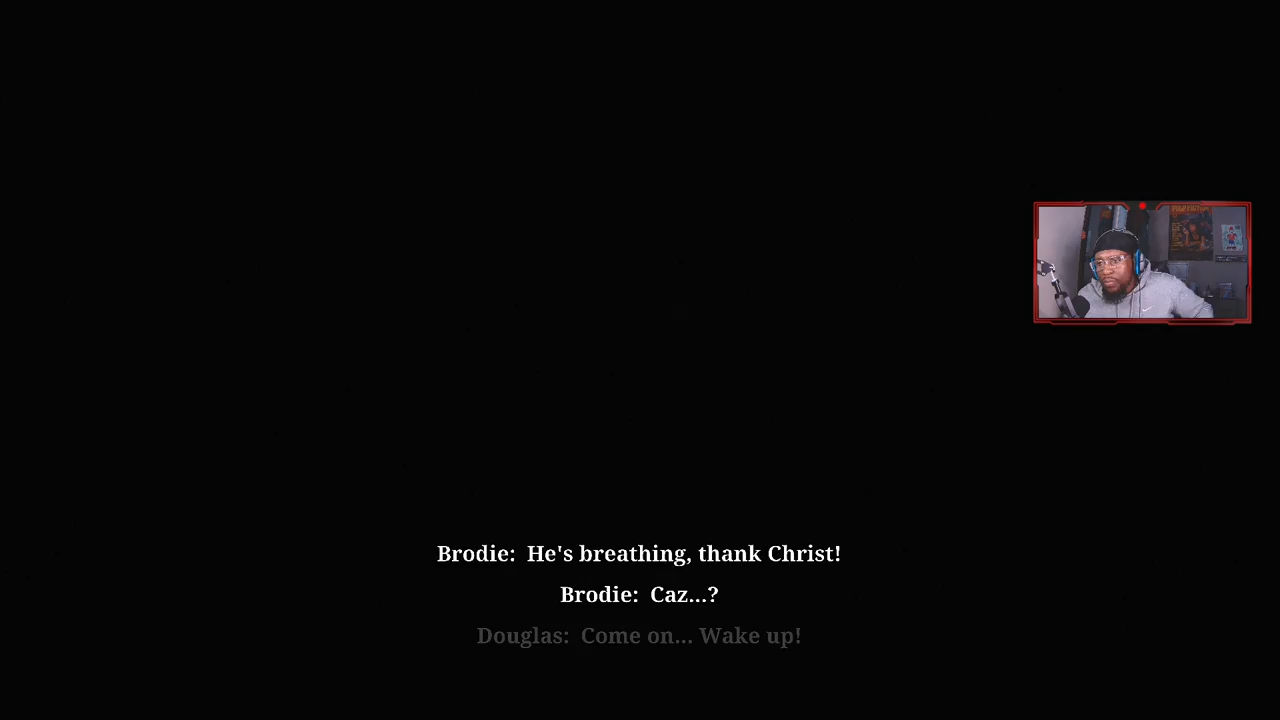 Brodie:  He's breathing, thank Christ!
Brodie:  Caz...?
Douglas:  Come on... Wake up!